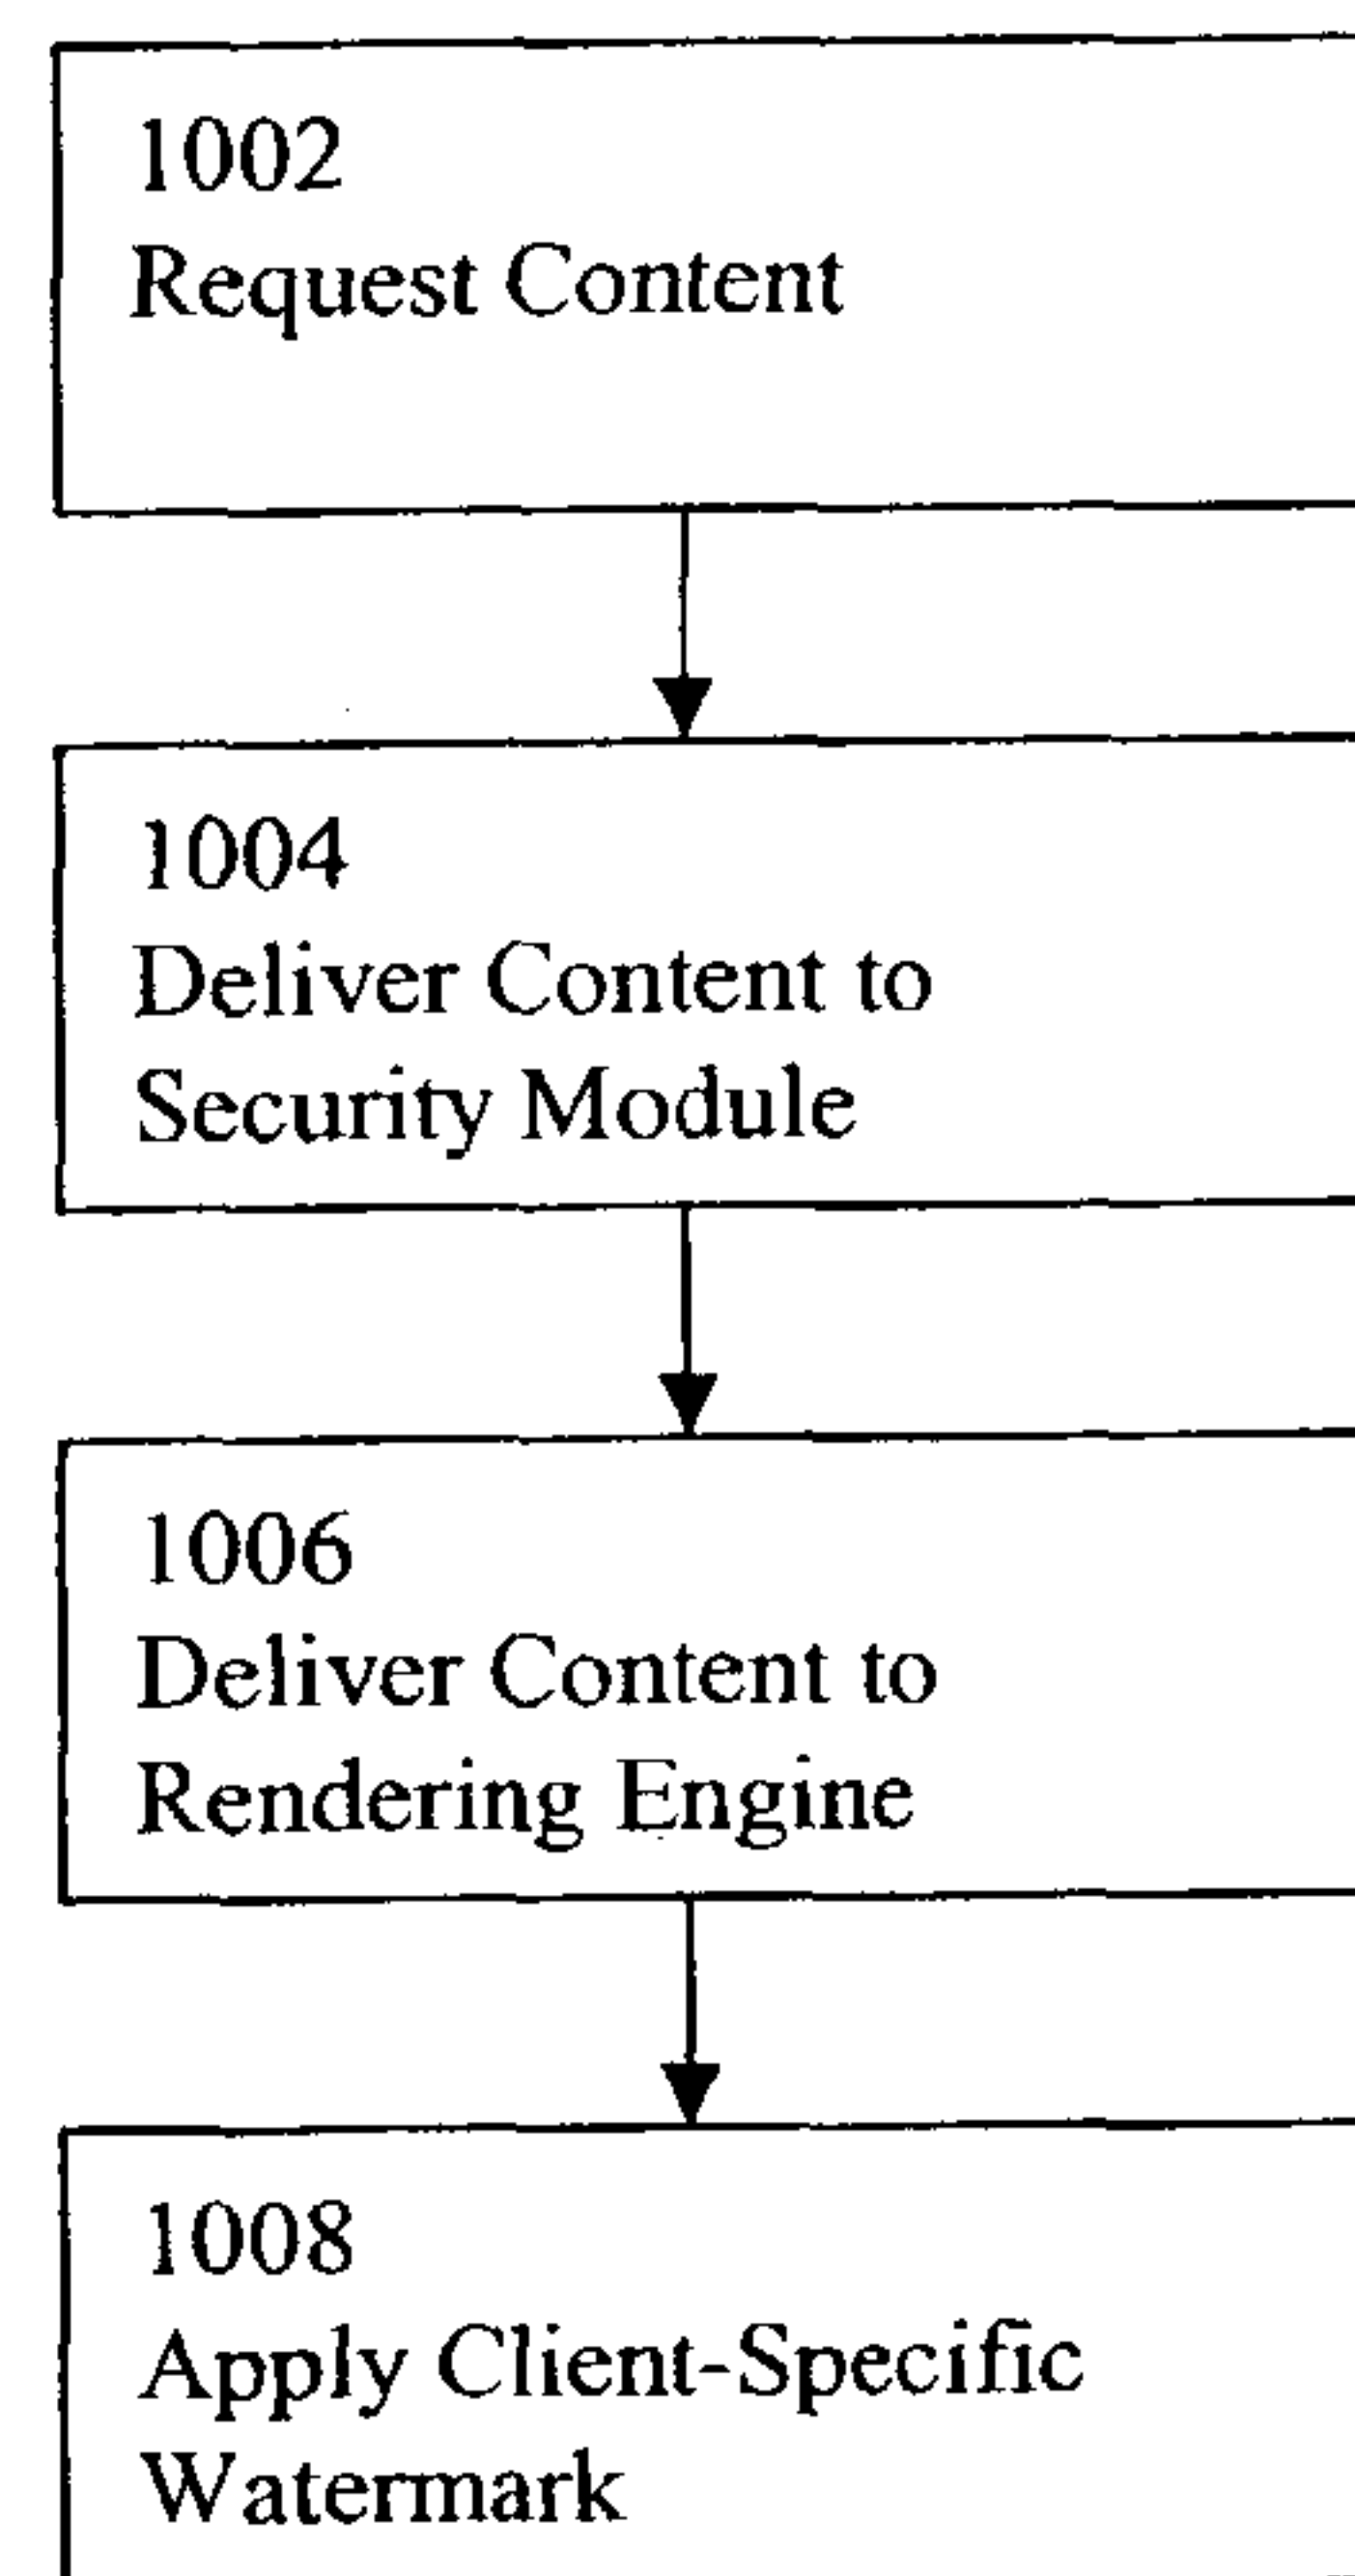 1002
Request Content
1004
Deliver Content to
Security Module
1006
Deliver Content to
Rendering Engine
1008
Apply Client-Specific
Watermark